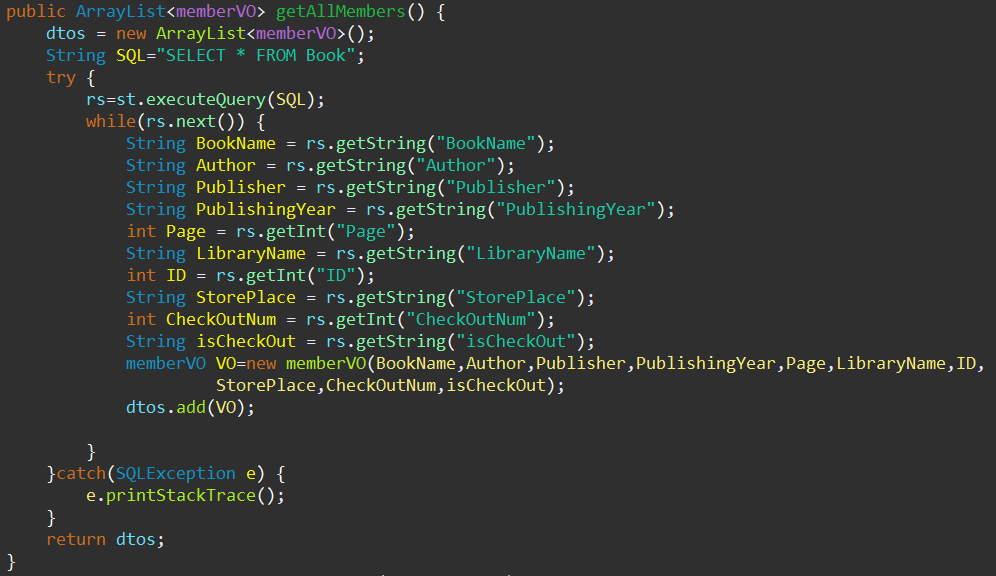 public ArrayList<memberVO> getAllMembers() {
    dtos = new ArrayList<memberVO>();
    String SQL="SELECT * FROM Book";
    try {
        rs=st.executeQuery(SQL);
        while(rs.next()) {
            String BookName = rs.getString("BookName");
            String Author = rs.getString("Author");
            String Publisher = rs.getString("Publisher");
            String PublishingYear = rs.getString("PublishingYear");
            int Page = rs.getInt("Page");
            String LibraryName = rs.getString("LibraryName");
            int ID = rs.getInt("ID");
            String StorePlace = rs.getString("StorePlace");
            int CheckOutNum = rs.getInt("CheckOutNum");
            String isCheckOut = rs.getString("isCheckOut");
            memberVO VO=new memberVO(BookName,Author,Publisher,PublishingYear,Page,LibraryName,ID,
                     StorePlace,CheckOutNum,isCheckOut);
            dtos.add(VO);

        }
    }catch(SQLException e) {
        e.printStackTrace();
    }
    return dtos;
}